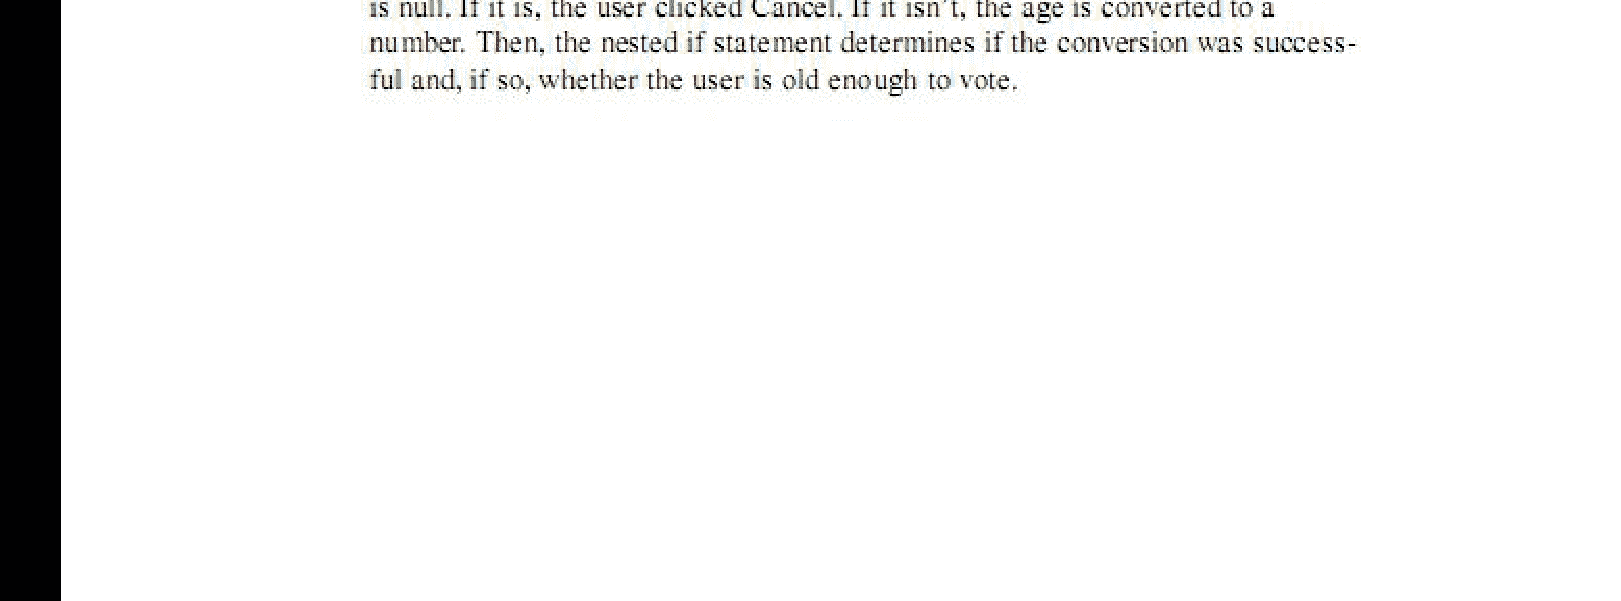 is null. If it is, the user clicked Cancel. If it isn't, the age is converted to a
number. Then, the nested if statement determines if the conversion was success-
ful and, if so, whether the user is old enough to vote.